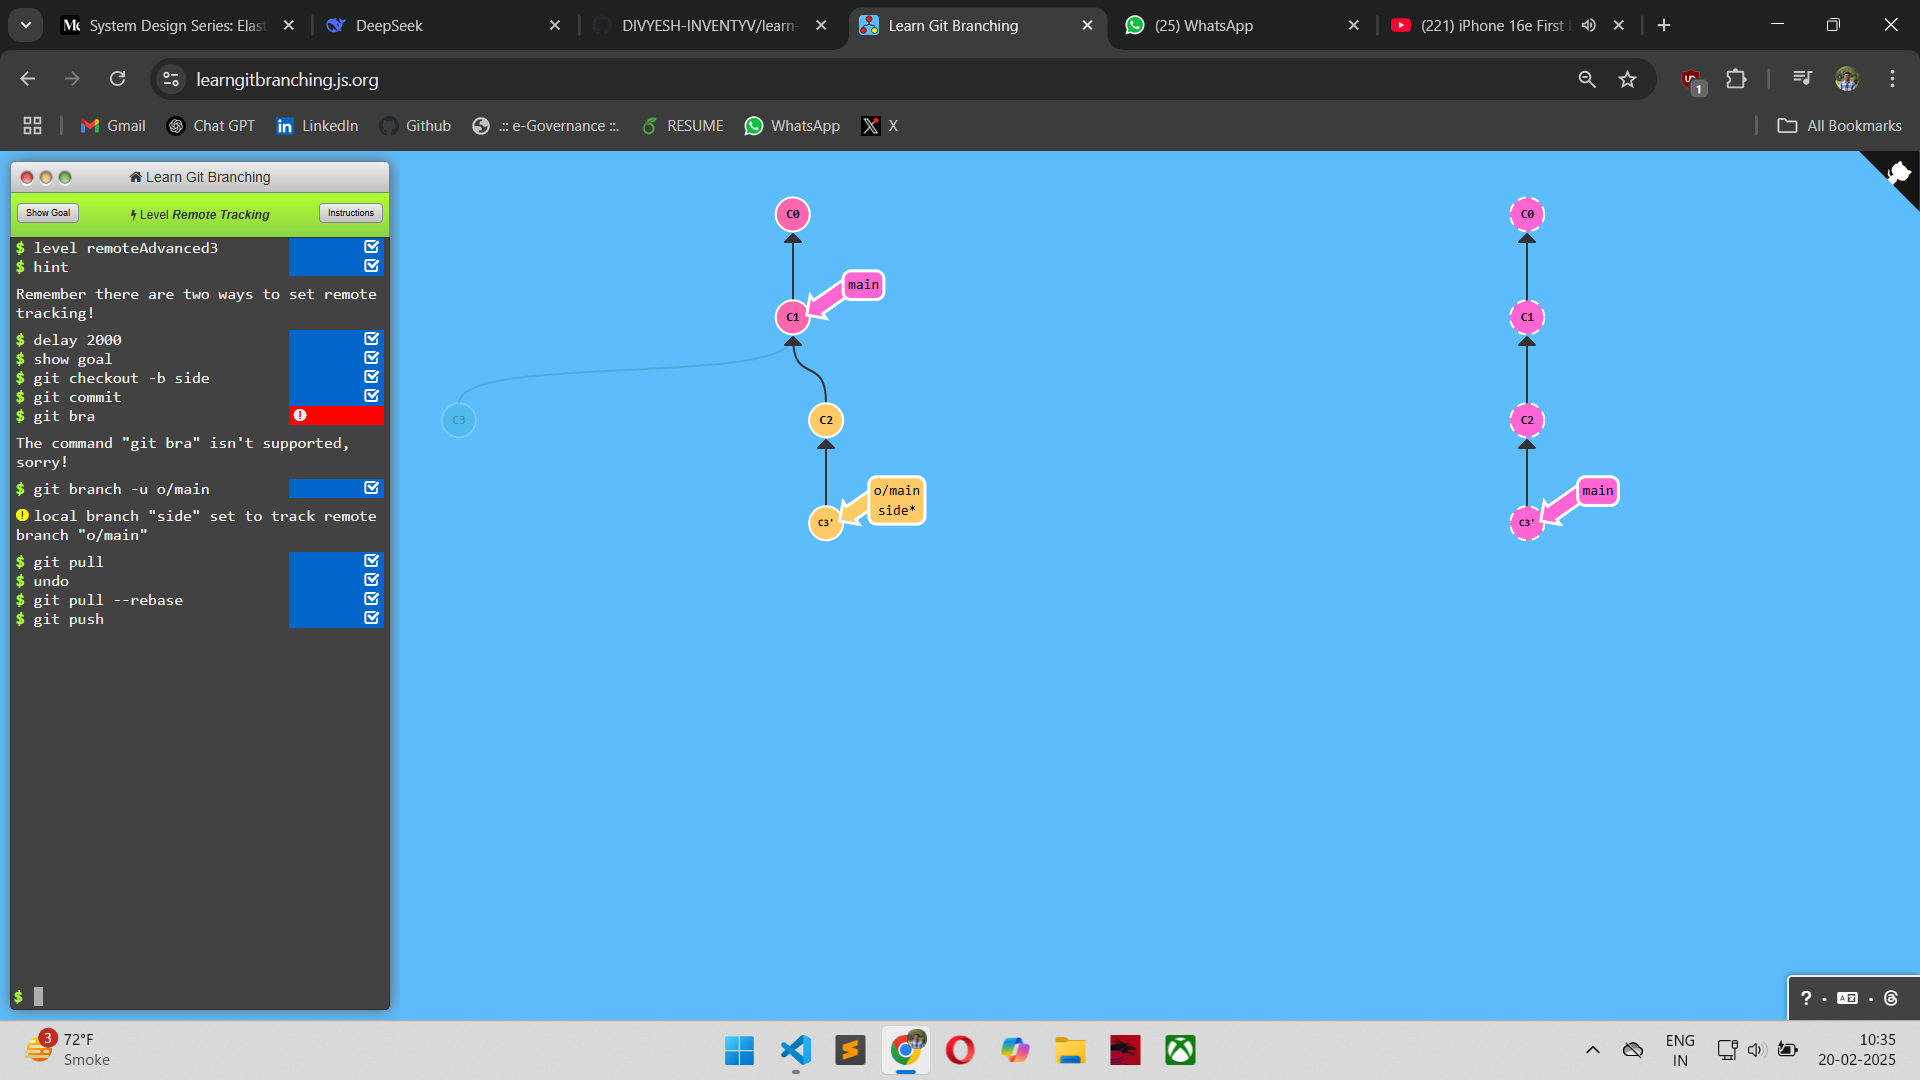 System Design Series: Elast
DeepSeek
DIVYESH-INVENTYV/learn-
Learn Git Branching
(25) WhatsApp
(221) iPhone 16e First
learngitbranching.js.org
1
Gmail
Chat GPT
LinkedIn
Github
.:: e-Governance ::.
RESUME
WhatsApp
X
All Bookmarks
Learn Git Branching
Show Goal
Level Remote Tracking
Instructions
$ level remoteAdvanced3
$ hint
Remember there are two ways to set remote
tracking!
$ delay 2000
$ show goal
$ git checkout -b side
$ git commit
$ git bra
The command "git bra" isn't supported,
sorry!
$ git branch -u o/main
local branch "side" set to track remote
branch "o/main"
$ git pull
$ undo
$ git pull --rebase
$ git push
$
C0
main
C1
C3
C2
o/main
side*
C3'
C0
C1
C2
main
C3'
?
3
72°F
Smoke
ENG
IN
10:35
20-02-2025